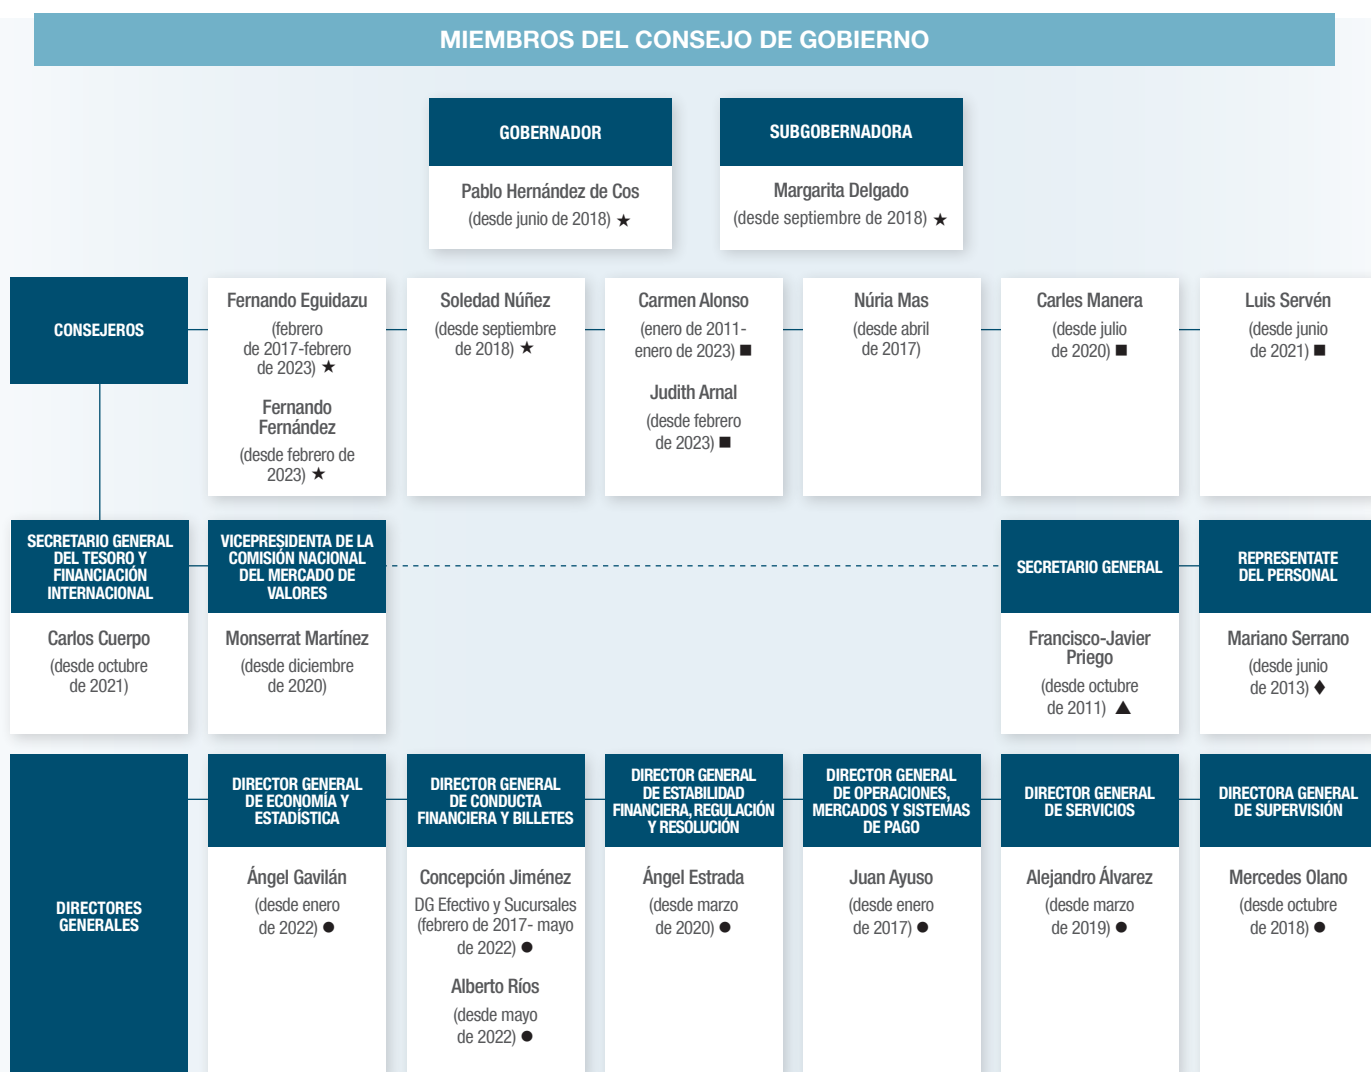 MIEMBROS DEL CONSEJO DE GOBIERNO
GOBERNADOR
Pablo Hernández de Cos
(desde junio de 2018) ★
SUBGOBERNADORA
Margarita Delgado
(desde septiembre de 2018) ★
CONSEJEROS
Fernando Eguidazu
(febrero
de 2017-febrero
de 2023) ★
Fernando
Fernández
(desde febrero de
2023) ★
Soledad Núñez
(desde septiembre
de 2018) ★
Carmen Alonso
(enero de 2011-
enero de 2023) ■
Judith Arnal
(desde febrero
de 2023) ■
Núria Mas
(desde abril
de 2017)
Carles Manera
(desde julio
de 2020) ■
Luis Servén
(desde junio
de 2021) ■
SECRETARIO GENERAL
DEL TESORO Y
FINANCIACIÓN
INTERNACIONAL
Carlos Cuerpo
(desde octubre
de 2021)
VICEPRESIDENTA DE LA
COMISIÓN NACIONAL
DEL MERCADO DE
VALORES
Monserrat Martínez
(desde diciembre
de 2020)
SECRETARIO GENERAL
Francisco-Javier
Priego
(desde octubre
de 2011) ▲
REPRESENTATE
DEL PERSONAL
Mariano Serrano
(desde junio
de 2013) ♦
DIRECTORES
GENERALES
DIRECTOR GENERAL
DE ECONOMÍA Y
ESTADÍSTICA
Ángel Gavilán
(desde enero
de 2022) ●
DIRECTOR GENERAL
DE CONDUCTA
FINANCIERA Y BILLETES
Concepción Jiménez
DG Efectivo y Sucursales
(febrero de 2017- mayo
de 2022) ●
Alberto Ríos
(desde mayo
de 2022) ●
DIRECTOR GENERAL
DE ESTABILIDAD
FINANCIERA, REGULACIÓN
Y RESOLUCIÓN
Ángel Estrada
(desde marzo
de 2020) ●
DIRECTOR GENERAL
DE OPERACIONES,
MERCADOS Y SISTEMAS
DE PAGO
Juan Ayuso
(desde enero
de 2017) ●
DIRECTOR GENERAL
DE SERVICIOS
Alejandro Álvarez
(desde marzo
de 2019) ●
DIRECTORA GENERAL
DE SUPERVISIÓN
Mercedes Olano
(desde octubre
de 2018) ●